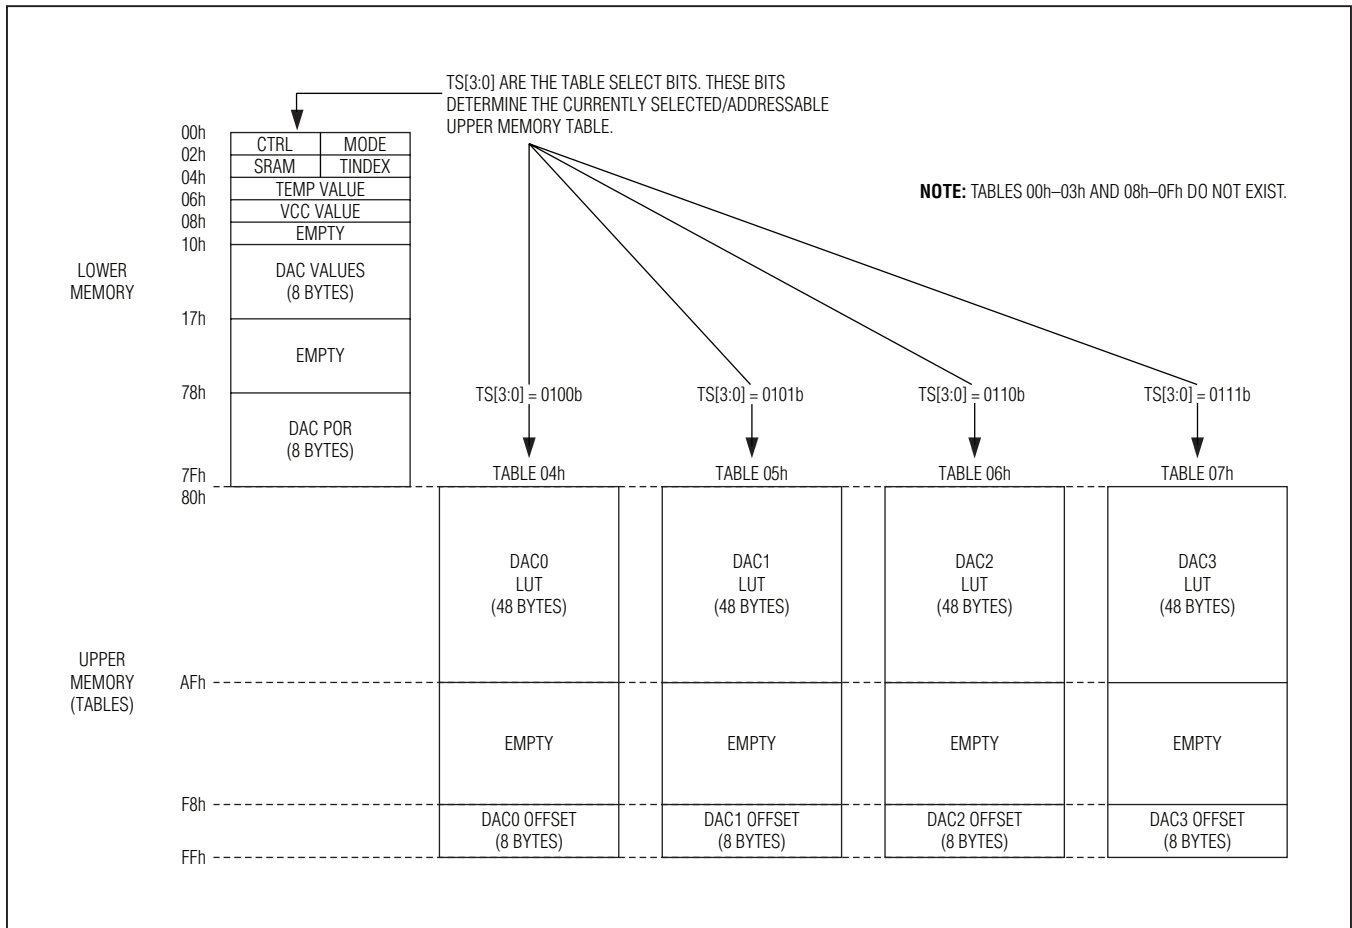 TS[3:0] ARE THE TABLE SELECT BITS. THESE BITS
DETERMINE THE CURRENTLY SELECTED/ADDRESSABLE
UPPER MEMORY TABLE.
00h
CTRL MODE
02h
SRAM TINDEX
04h
TEMP VALUE
06h
VCC VALUE
08h
EMPTY
10h
NOTE: TABLES 00h–03h AND 08h–0Fh DO NOT EXIST.
LOWER
MEMORY
DAC VALUES
(8 BYTES)
17h
EMPTY
78h
DAC POR
(8 BYTES)
7Fh
80h
TS[3:0] = 0100b
TS[3:0] = 0101b
TS[3:0] = 0110b
TS[3:0] = 0111b
TABLE 04h
TABLE 05h
TABLE 06h
TABLE 07h
DAC0
LUT
(48 BYTES)
DAC1
LUT
(48 BYTES)
DAC2
LUT
(48 BYTES)
DAC3
LUT
(48 BYTES)
UPPER
MEMORY
(TABLES)
AFh
EMPTY
EMPTY
EMPTY
EMPTY
F8h
DAC0 OFFSET
(8 BYTES)
DAC1 OFFSET
(8 BYTES)
DAC2 OFFSET
(8 BYTES)
DAC3 OFFSET
(8 BYTES)
FFh